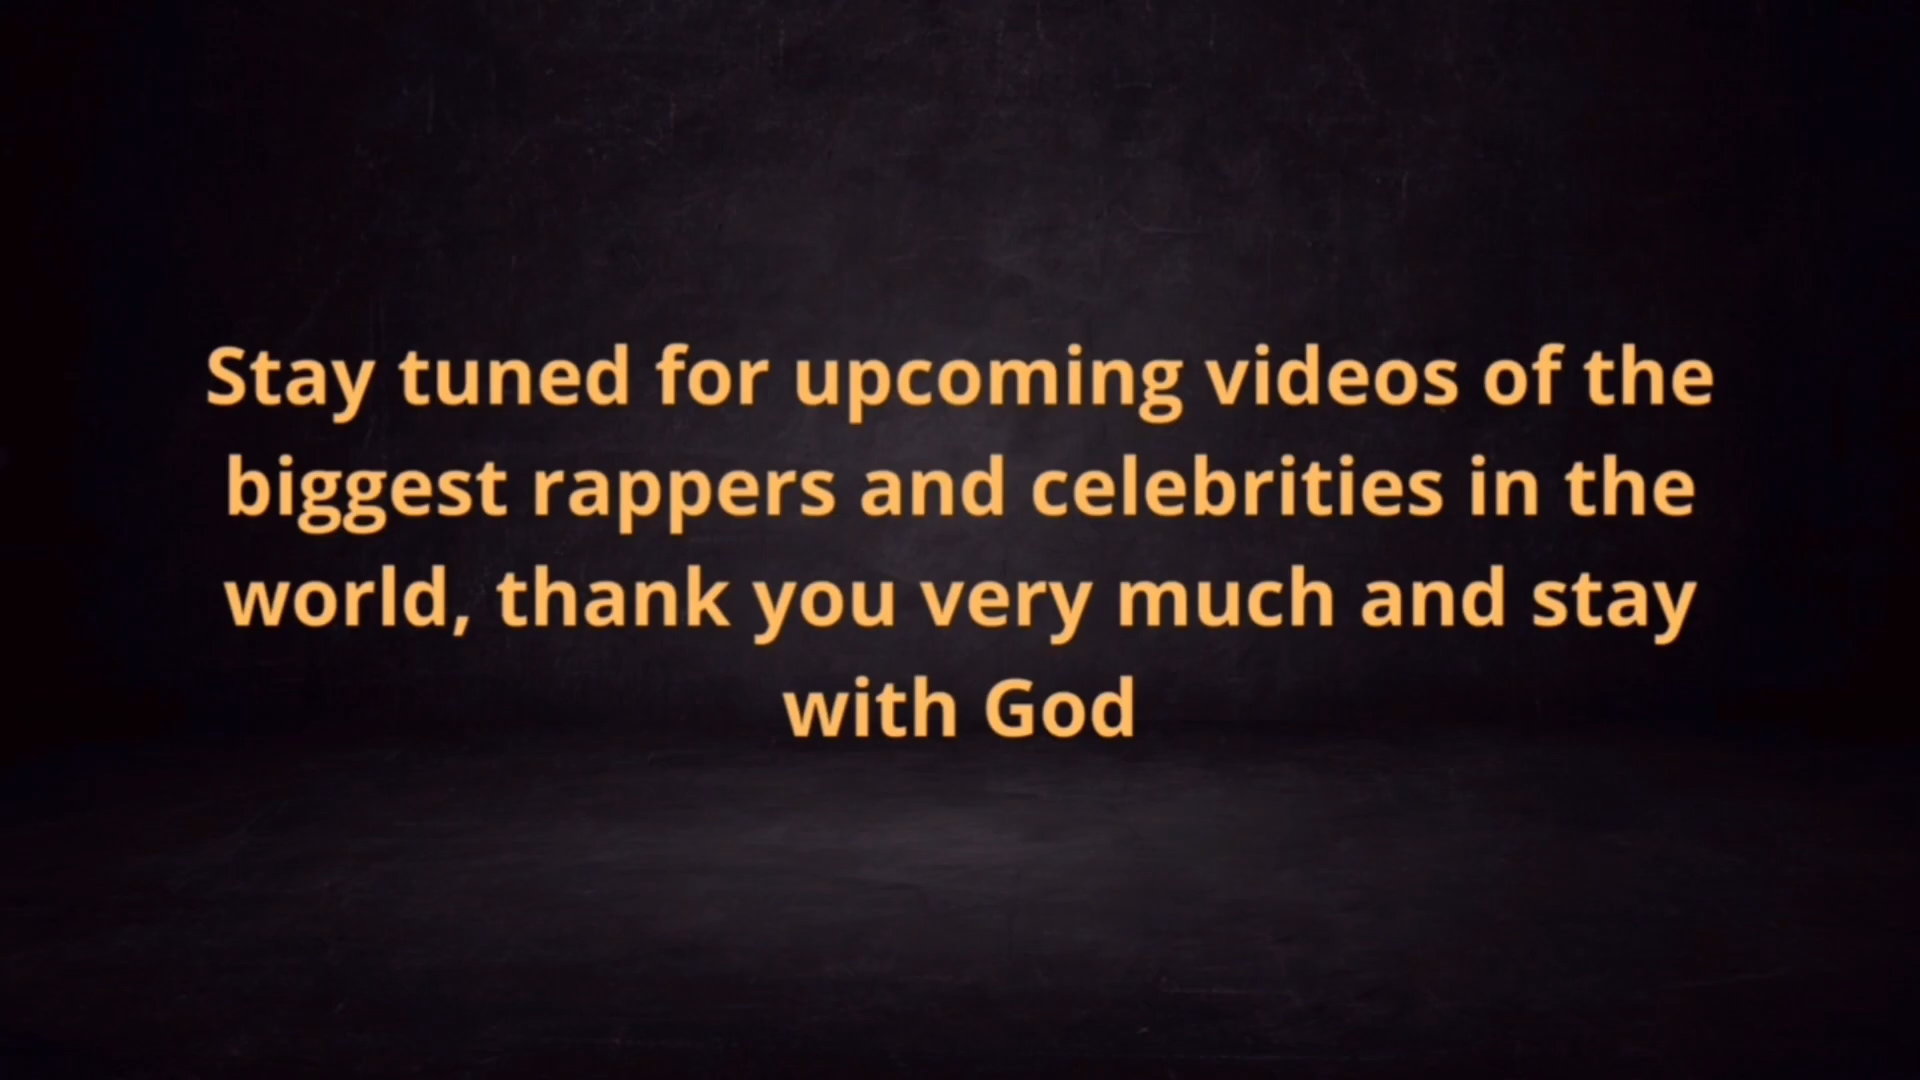 Stay tuned for upcoming videos of the
biggest rappers and celebrities in the
world, thank you very much and stay
with God